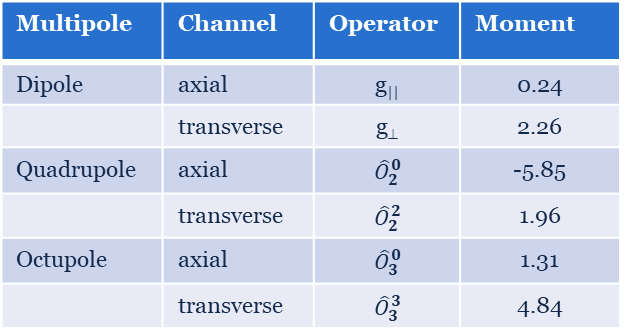 Multipole Channel Operator Moment
Dipole axial g|| 0.24
transverse g⊥ 2.26
Quadrupole axial Ô₂⁰ -5.85
transverse Ô₂² 1.96
Octupole axial Ô₃⁰ 1.31
transverse Ô₃³ 4.84